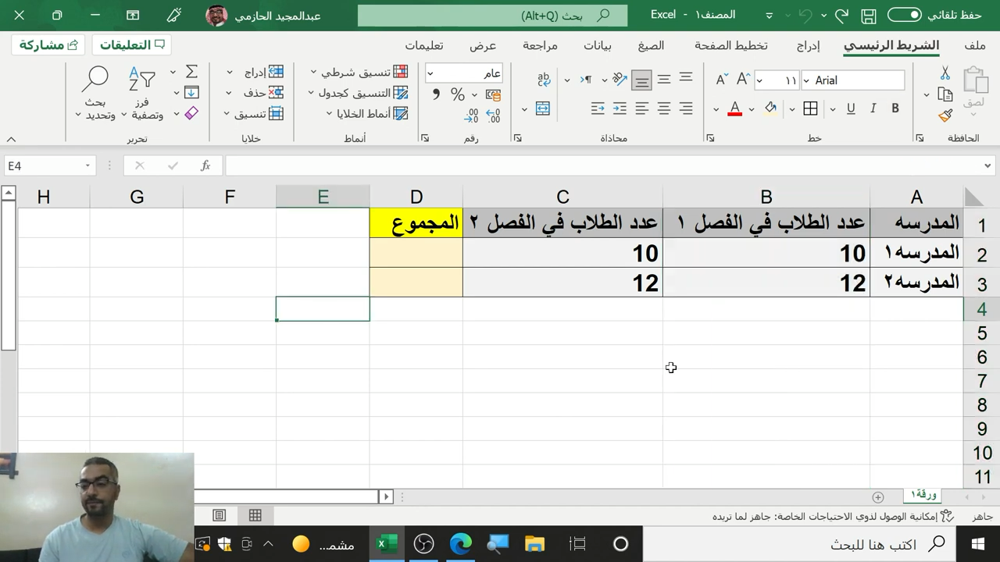 حفظ تلقائي
المصنف١ - Excel
بحث (Alt+Q)
عبدالمجيد الحازمي
ملف الشريط الرئيسي إدراج تخطيط الصفحة الصيغ بيانات مراجعة عرض تعليمات
التعليقات
مشاركة
لصق
Arial ١١
B I U
عام
تنسيق شرطي
التنسيق كجدول
أنماط الخلايا
إدراج
حذف
تنسيق
فرز وتصفية
بحث وتحديد
الحافظة خط محاذاة رقم أنماط خلايا تحرير
E4 fx
A B C D E F G H
1 المدرسه عدد الطلاب في الفصل ١ عدد الطلاب في الفصل ٢ المجموع
2 المدرسه١ 10 10
3 المدرسه٢ 12 12
4
5
6
7
8
9
10
11
ورقة١
جاهز إمكانية الوصول لذوي الاحتياجات الخاصة: جاهز لما تريده
اكتب هنا للبحث
مشمـ...